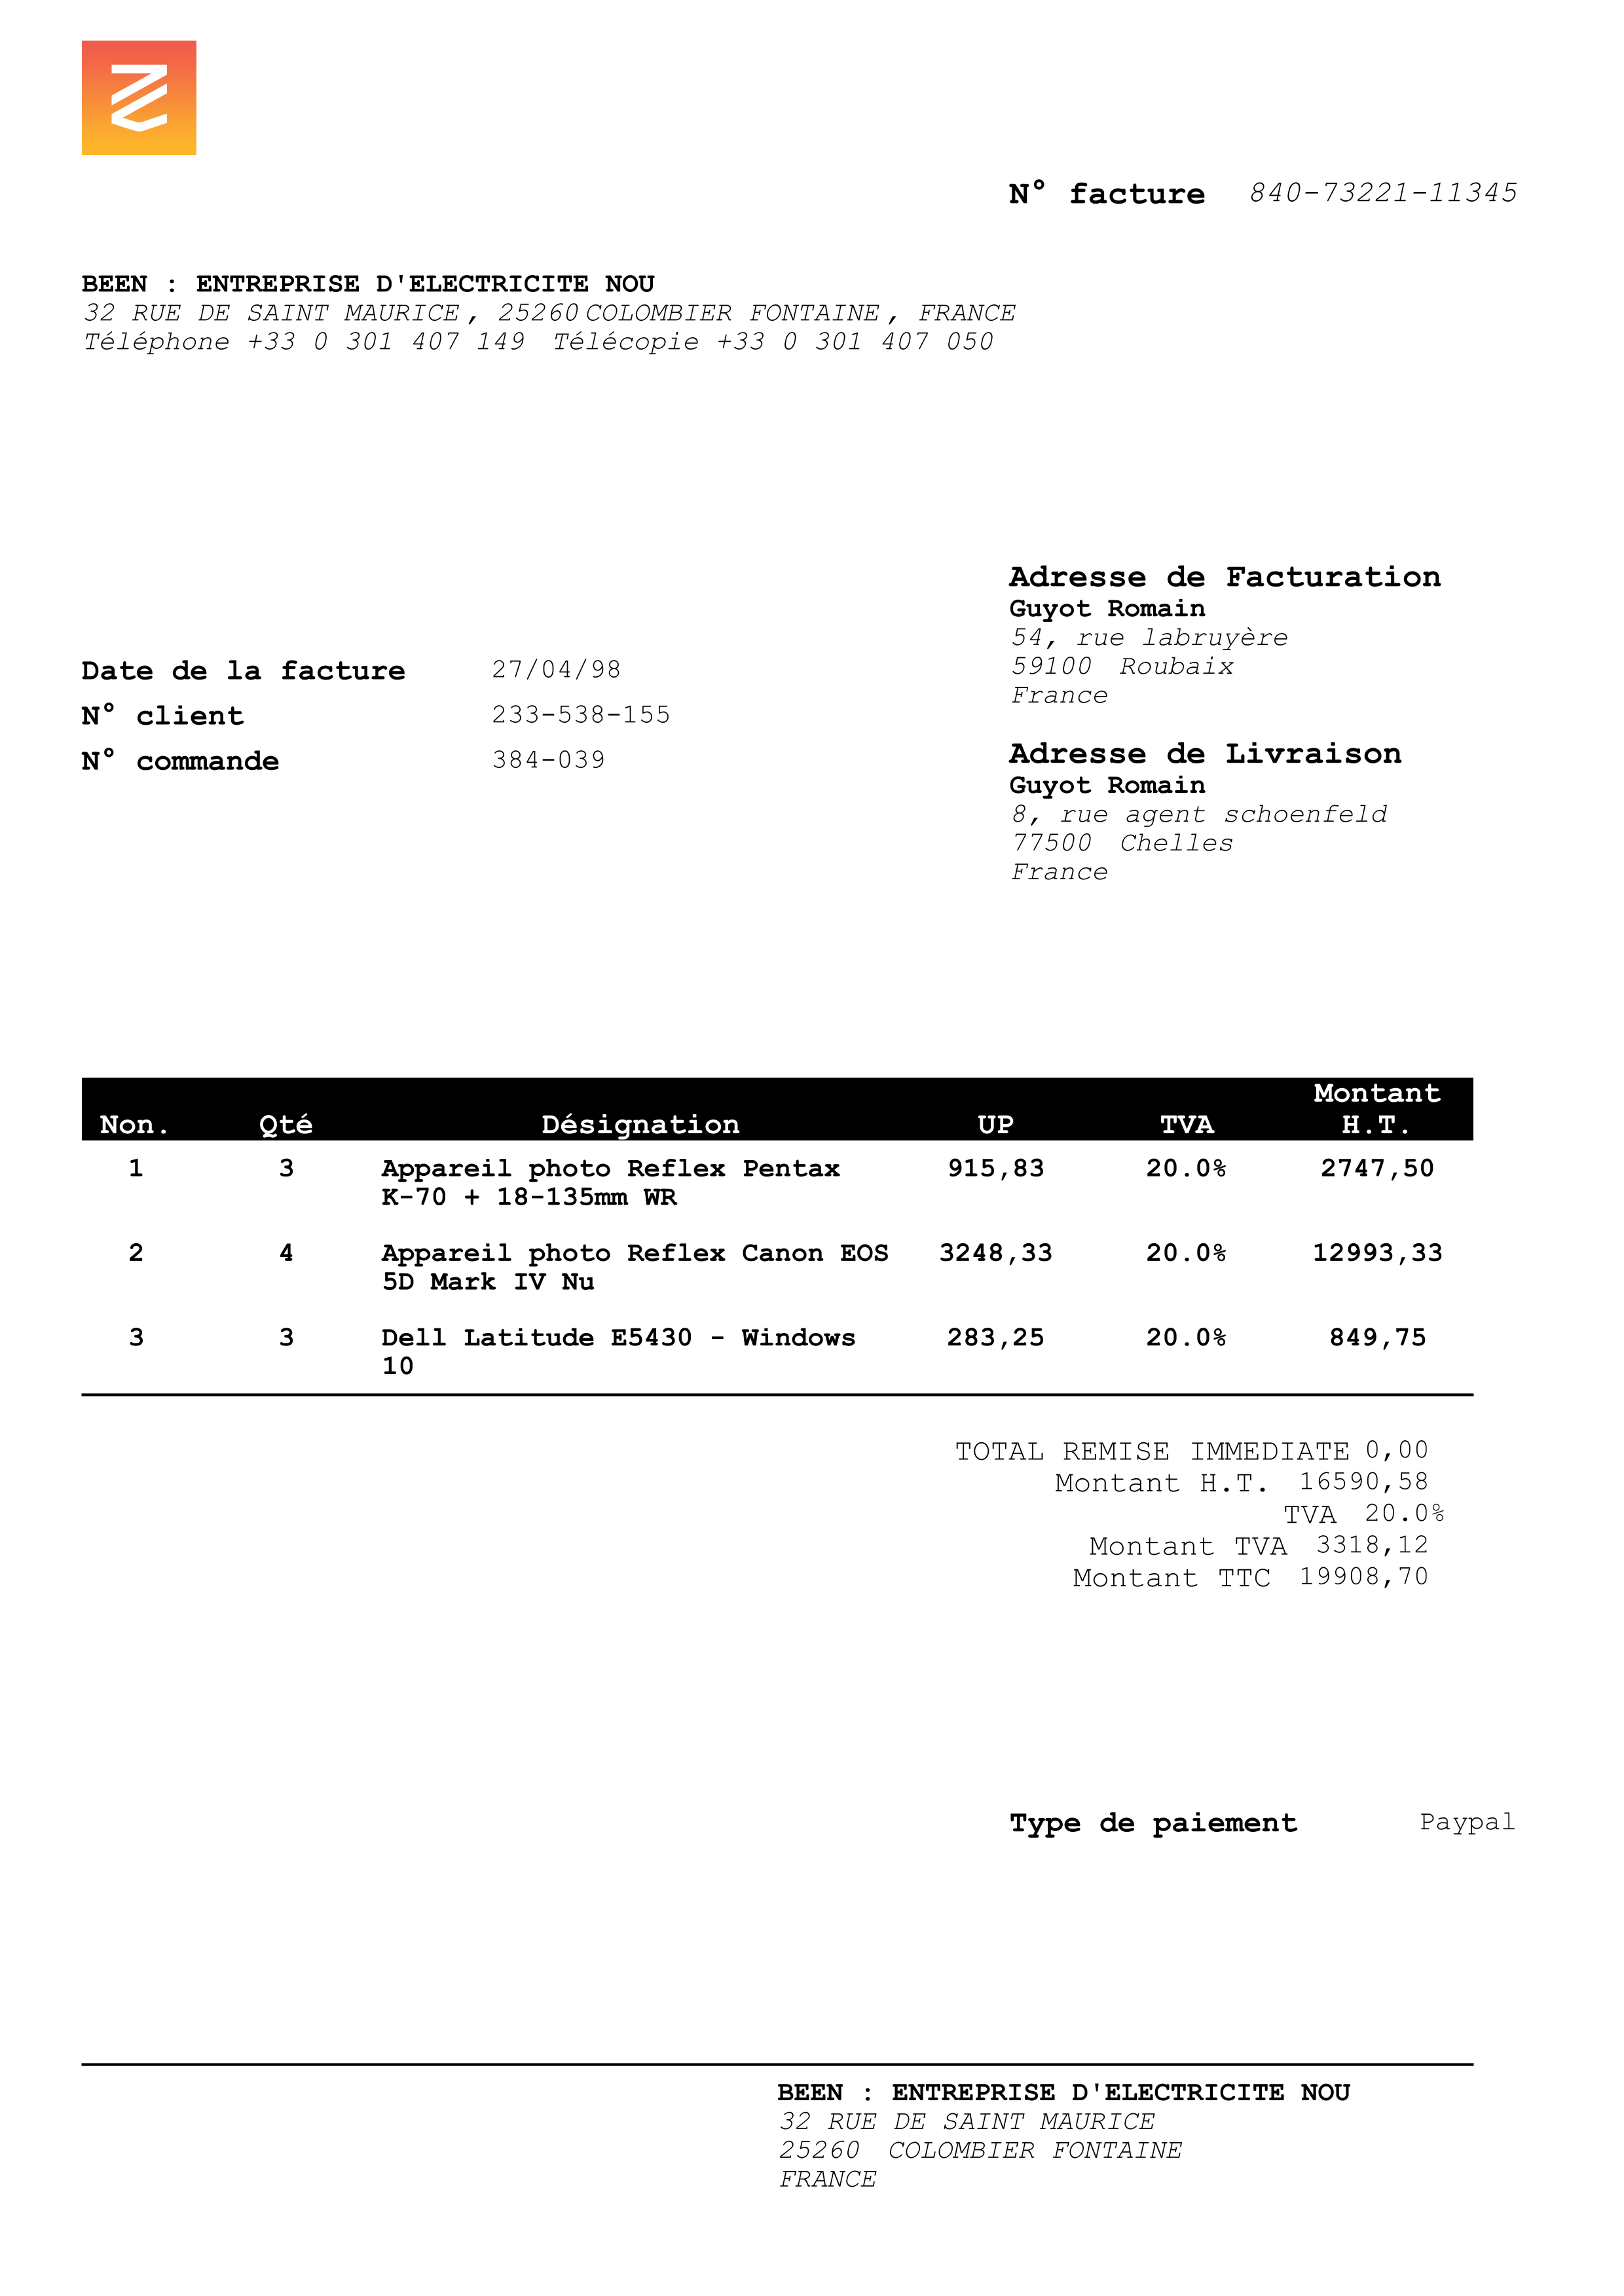 N° facture 840-73221-11345
BEEN : ENTREPRISE D'ELECTRICITE NOU
32 RUE DE SAINT MAURICE, 25260 COLOMBIER FONTAINE, FRANCE
Téléphone +33 0 301 407 149 Télécopie +33 0 301 407 050
Adresse de Facturation
Guyot Romain
54, rue labruyère
59100 Roubaix
France
Date de la facture 27/04/98
N° client 233-538-155
N° commande 384-039
Adresse de Livraison
Guyot Romain
8, rue agent schoenfeld
77500 Chelles
France
Non. Qté Désignation UP TVA Montant H.T.
1 3 Appareil photo Reflex Pentax 915,83 20.0% 2747,50
K-70 + 18-135mm WR
2 4 Appareil photo Reflex Canon EOS 3248,33 20.0% 12993,33
5D Mark IV Nu
3 3 Dell Latitude E5430 - Windows 283,25 20.0% 849,75
10
TOTAL REMISE IMMEDIATE 0,00
Montant H.T. 16590,58
TVA 20.0%
Montant TVA 3318,12
Montant TTC 19908,70
Type de paiement Paypal
BEEN : ENTREPRISE D'ELECTRICITE NOU
32 RUE DE SAINT MAURICE
25260 COLOMBIER FONTAINE
FRANCE